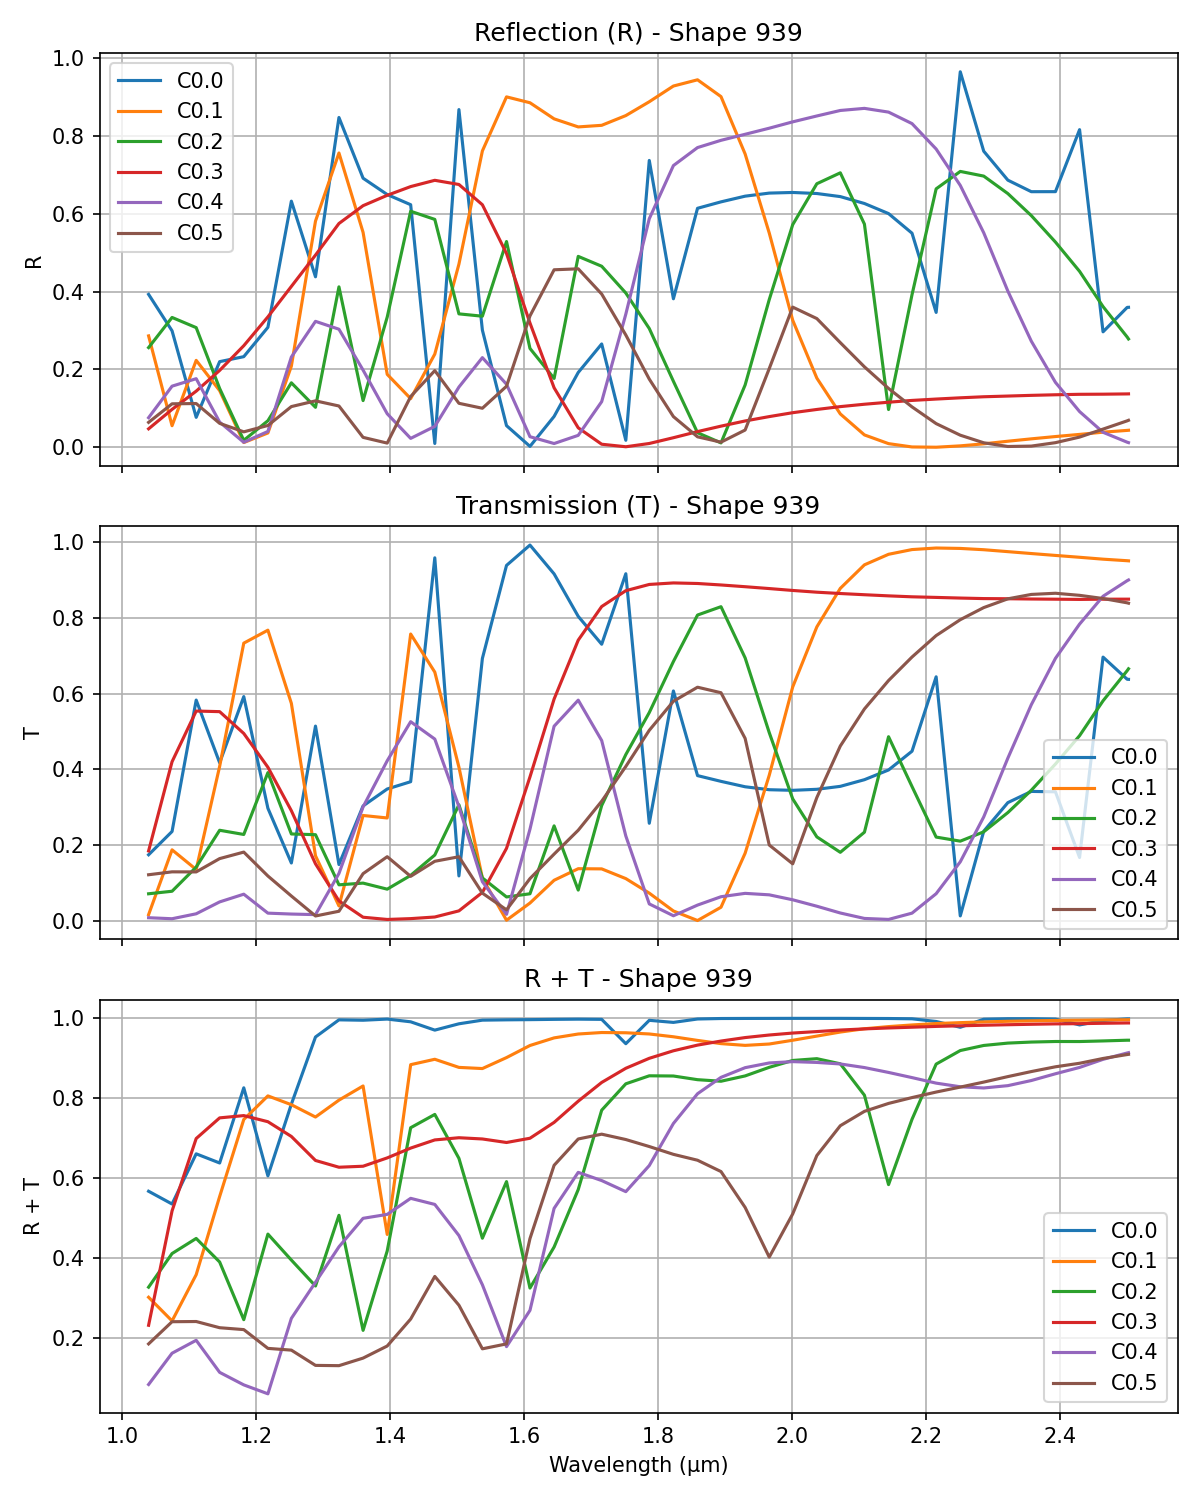 Reflection (R) - Shape 939
1.0
0.8
0.6
0.4
0.2
0.0
R
C0.0
C0.1
C0.2
C0.3
C0.4
C0.5
Transmission (T) - Shape 939
1.0
0.8
0.6
0.4
0.2
0.0
T
C0.0
C0.1
C0.2
C0.3
C0.4
C0.5
R + T - Shape 939
1.0
0.8
0.6
0.4
0.2
R + T
C0.0
C0.1
C0.2
C0.3
C0.4
C0.5
1.0 1.2 1.4 1.6 1.8 2.0 2.2 2.4
Wavelength (μm)